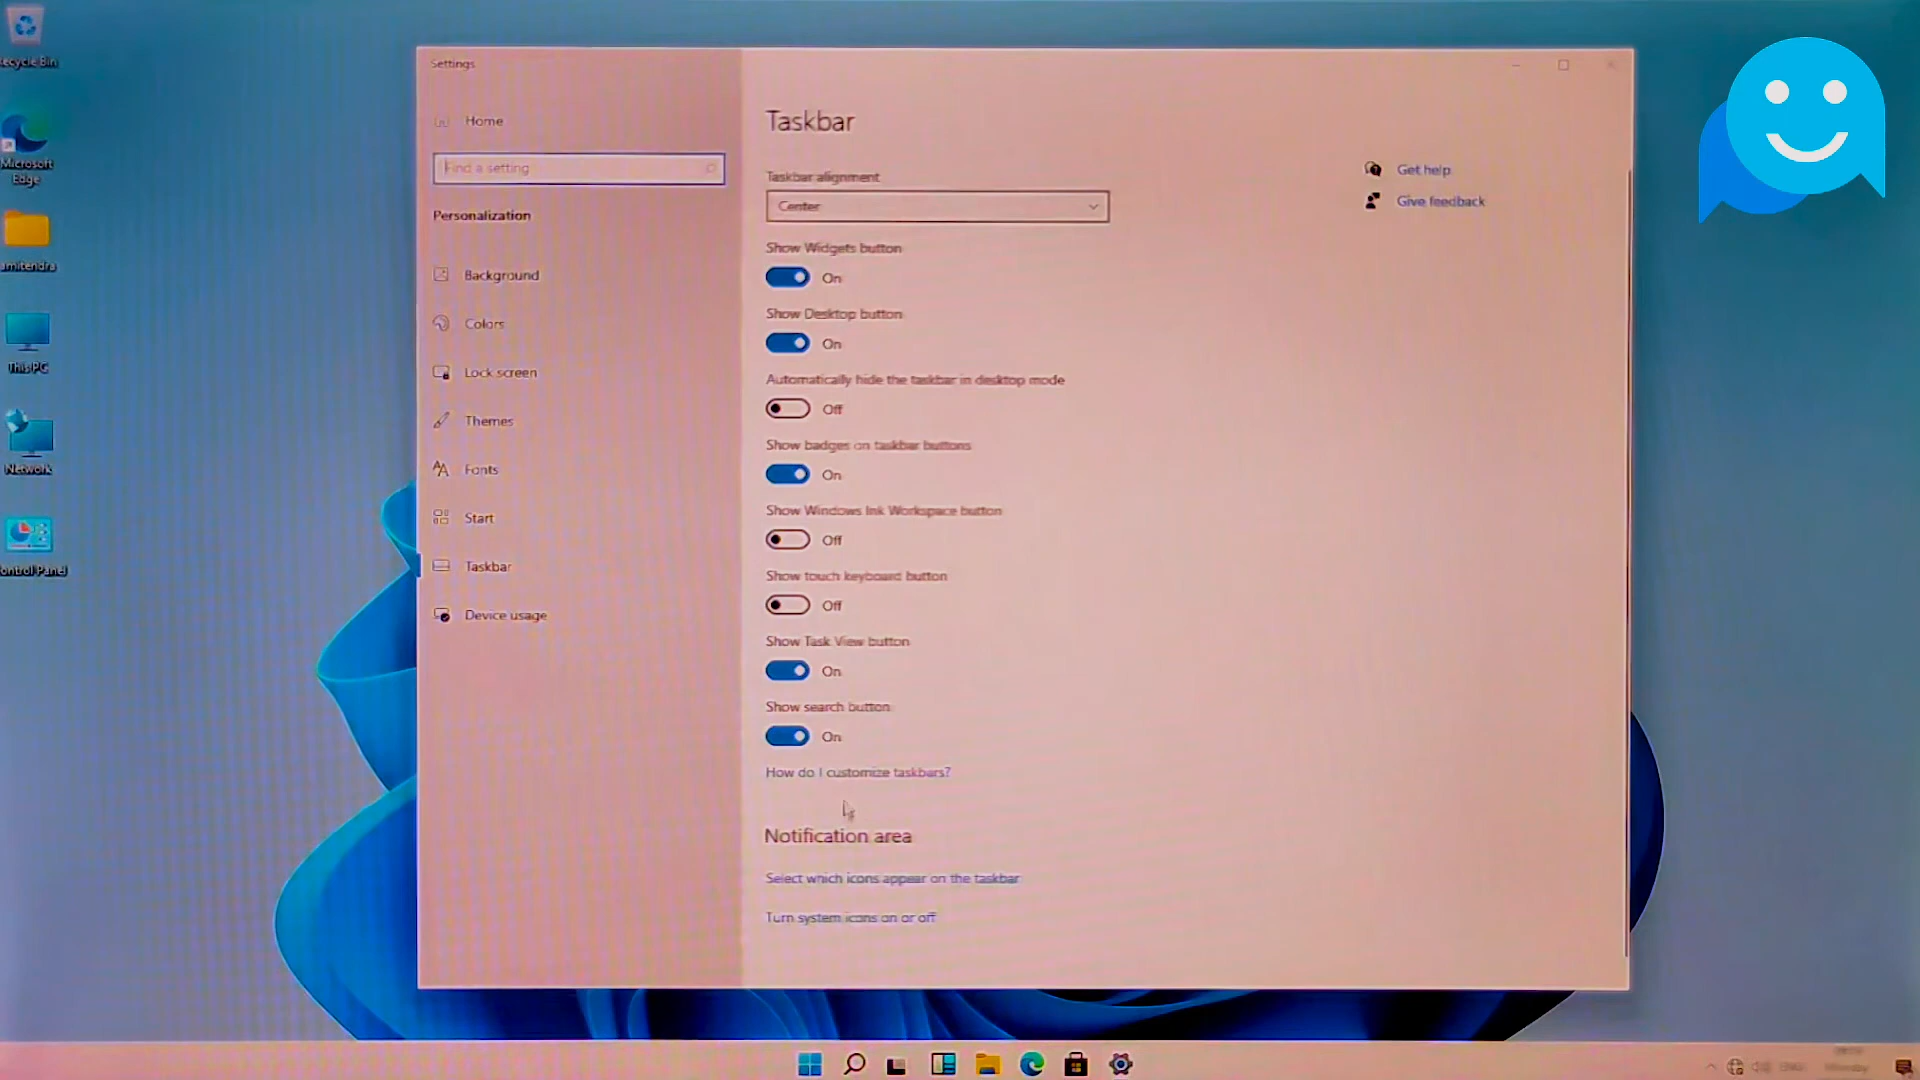 Recycle Bin
Microsoft
Edge
amitendra
This PC
Network
Control Panel
Settings
Home
Find a setting
Personalization
Background
Colors
Lock screen
Themes
Fonts
Start
Taskbar
Device usage
Taskbar
Taskbar alignment
Center
Show Widgets button
On
Show Desktop button
On
Automatically hide the taskbar in desktop mode
Off
Show badges on taskbar buttons
On
Show Windows Ink Workspace button
Off
Show touch keyboard button
Off
Show Task View button
On
Show search button
On
How do I customize taskbars?
Notification area
Select which icons appear on the taskbar
Turn system icons on or off
Get help
Give feedback
ENG
Monday